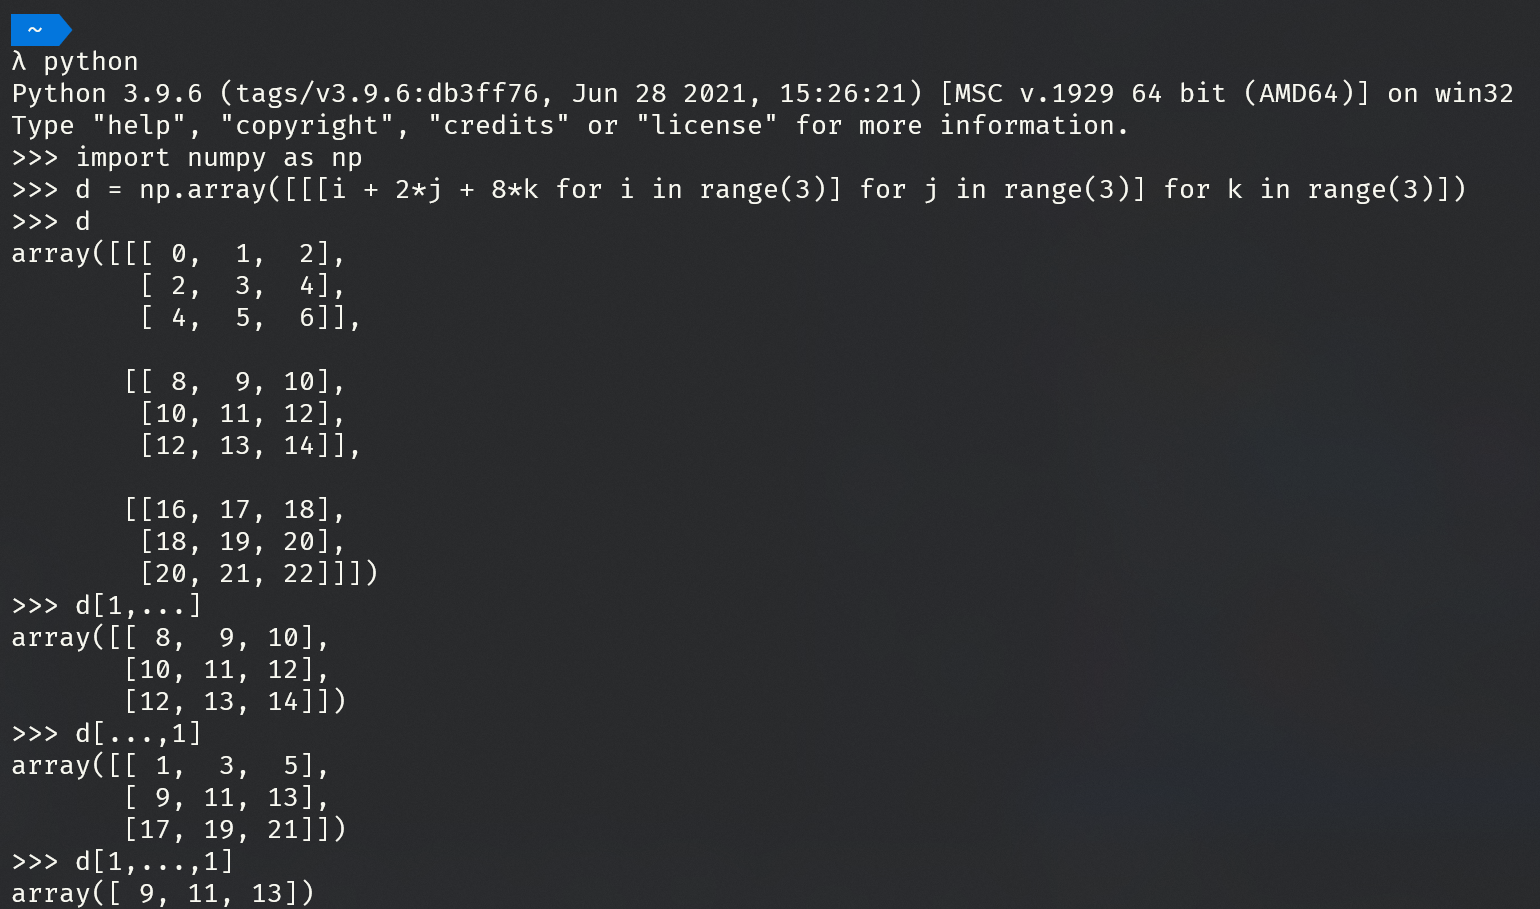 ~
λ python
Python 3.9.6 (tags/v3.9.6:db3ff76, Jun 28 2021, 15:26:21) [MSC v.1929 64 bit (AMD64)] on win32
Type "help", "copyright", "credits" or "license" for more information.
>>> import numpy as np
>>> d = np.array([[[i + 2*j + 8*k for i in range(3)] for j in range(3)] for k in range(3)])
>>> d
array([[[ 0,  1,  2],
        [ 2,  3,  4],
        [ 4,  5,  6]],

       [[ 8,  9, 10],
        [10, 11, 12],
        [12, 13, 14]],

       [[16, 17, 18],
        [18, 19, 20],
        [20, 21, 22]]])
>>> d[1,...]
array([[ 8,  9, 10],
       [10, 11, 12],
       [12, 13, 14]])
>>> d[...,1]
array([[ 1,  3,  5],
       [ 9, 11, 13],
       [17, 19, 21]])
>>> d[1,...,1]
array([ 9, 11, 13])